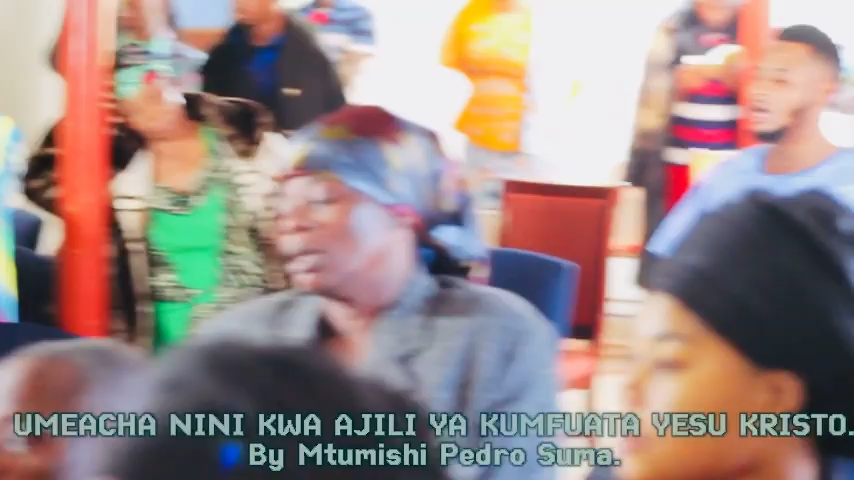 UMEACHA NINI KWA AJILI YA KUMFUATA YESU KRISTO.
By Mtumishi Pedro Suma.